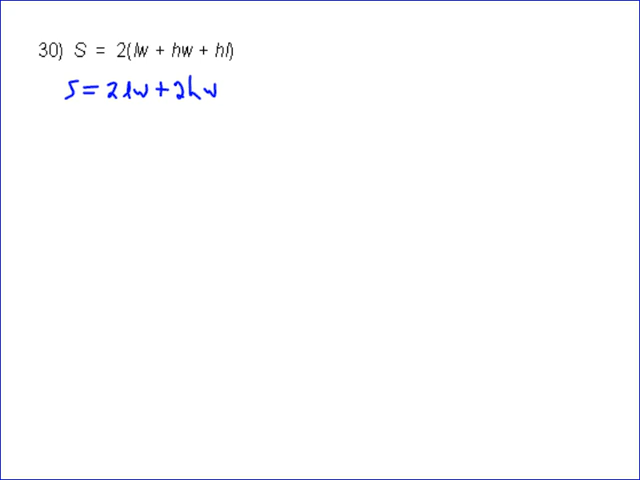 30) S = 2(lw + hw + hl)
S = 2lw + 2hw